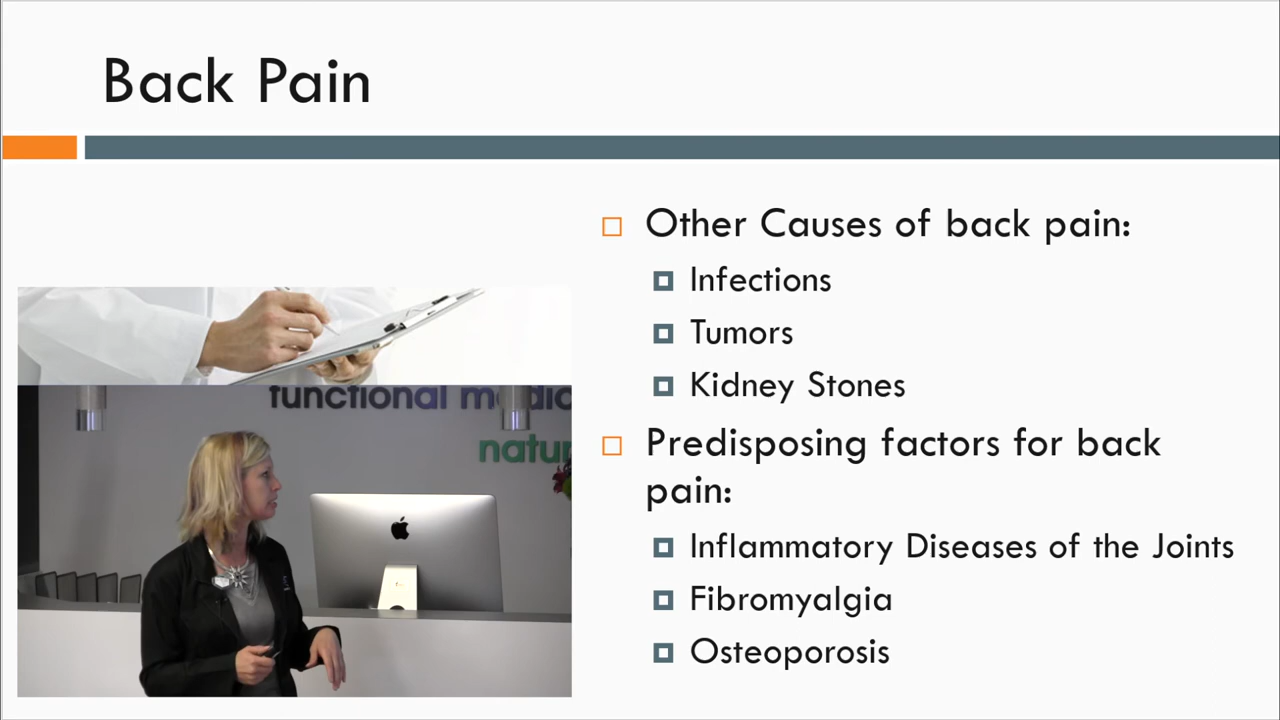 Back Pain
Other Causes of back pain:
Infections
Tumors
Kidney Stones
Predisposing factors for back
pain:
Inflammatory Diseases of the Joints
Fibromyalgia
Osteoporosis
functional
natur